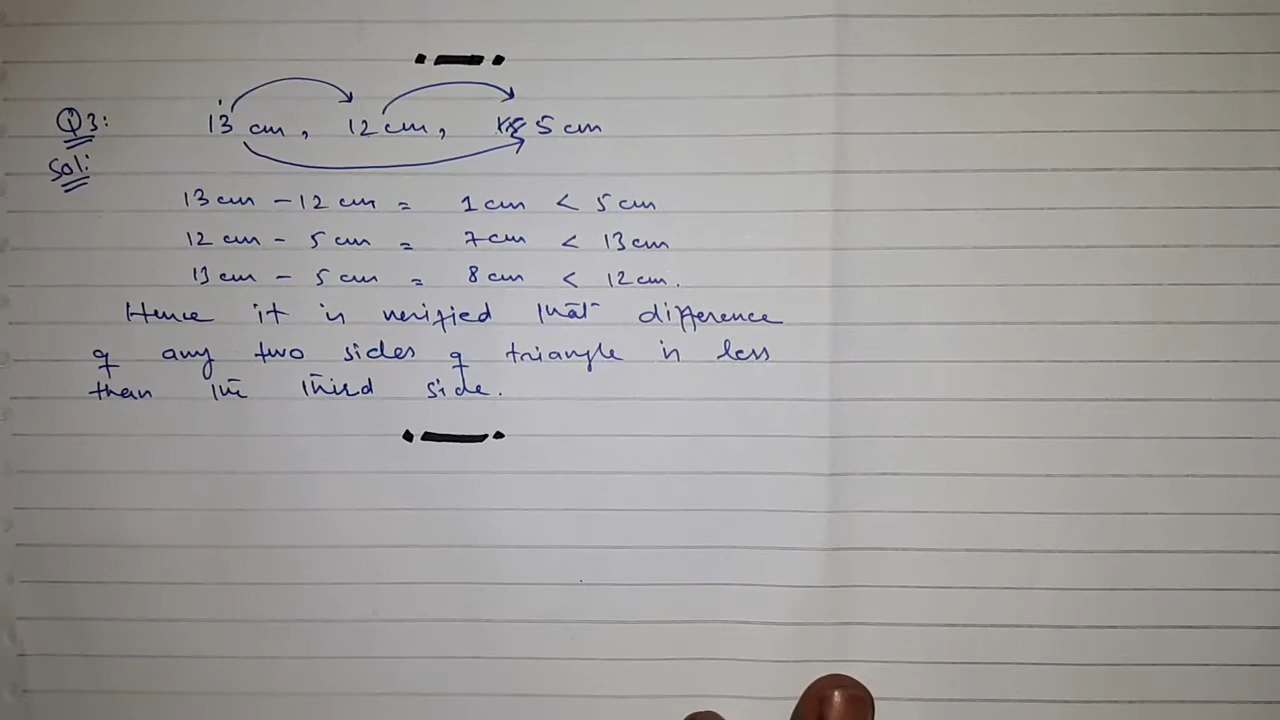 Q3: 13 cm, 12 cm, 5 cm
Sol:
13 cm - 12 cm = 1 cm < 5 cm
12 cm - 5 cm = 7 cm < 13 cm
13 cm - 5 cm = 8 cm < 12 cm.
Hence it is verified that difference
of any two sides of triangle is less
than the third side.